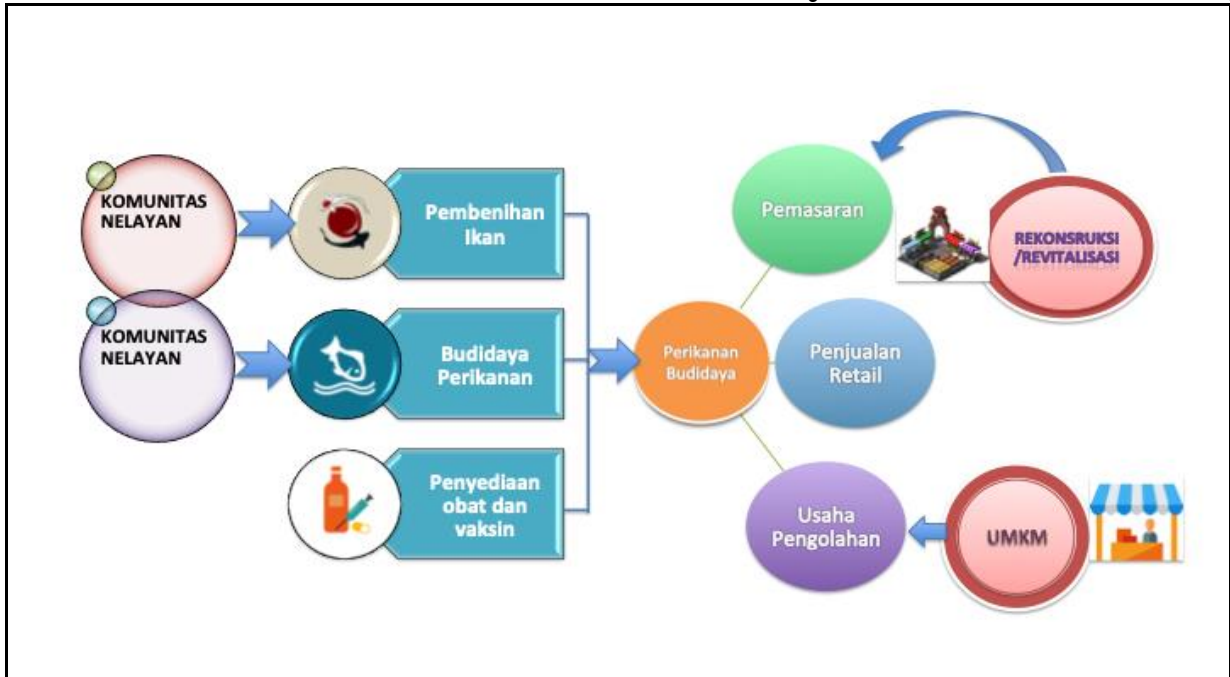 KOMUNITAS
NELAYAN
Pembenihan
Ikan
KOMUNITAS
NELAYAN
Budidaya
Perikanan
Penyediaan
obat dan
vaksin
Perikanan
Budidaya
Pemasaran
REKONSRUKSI
/REVITALISASI
Penjualan
Retail
Usaha
Pengolahan
UMKM